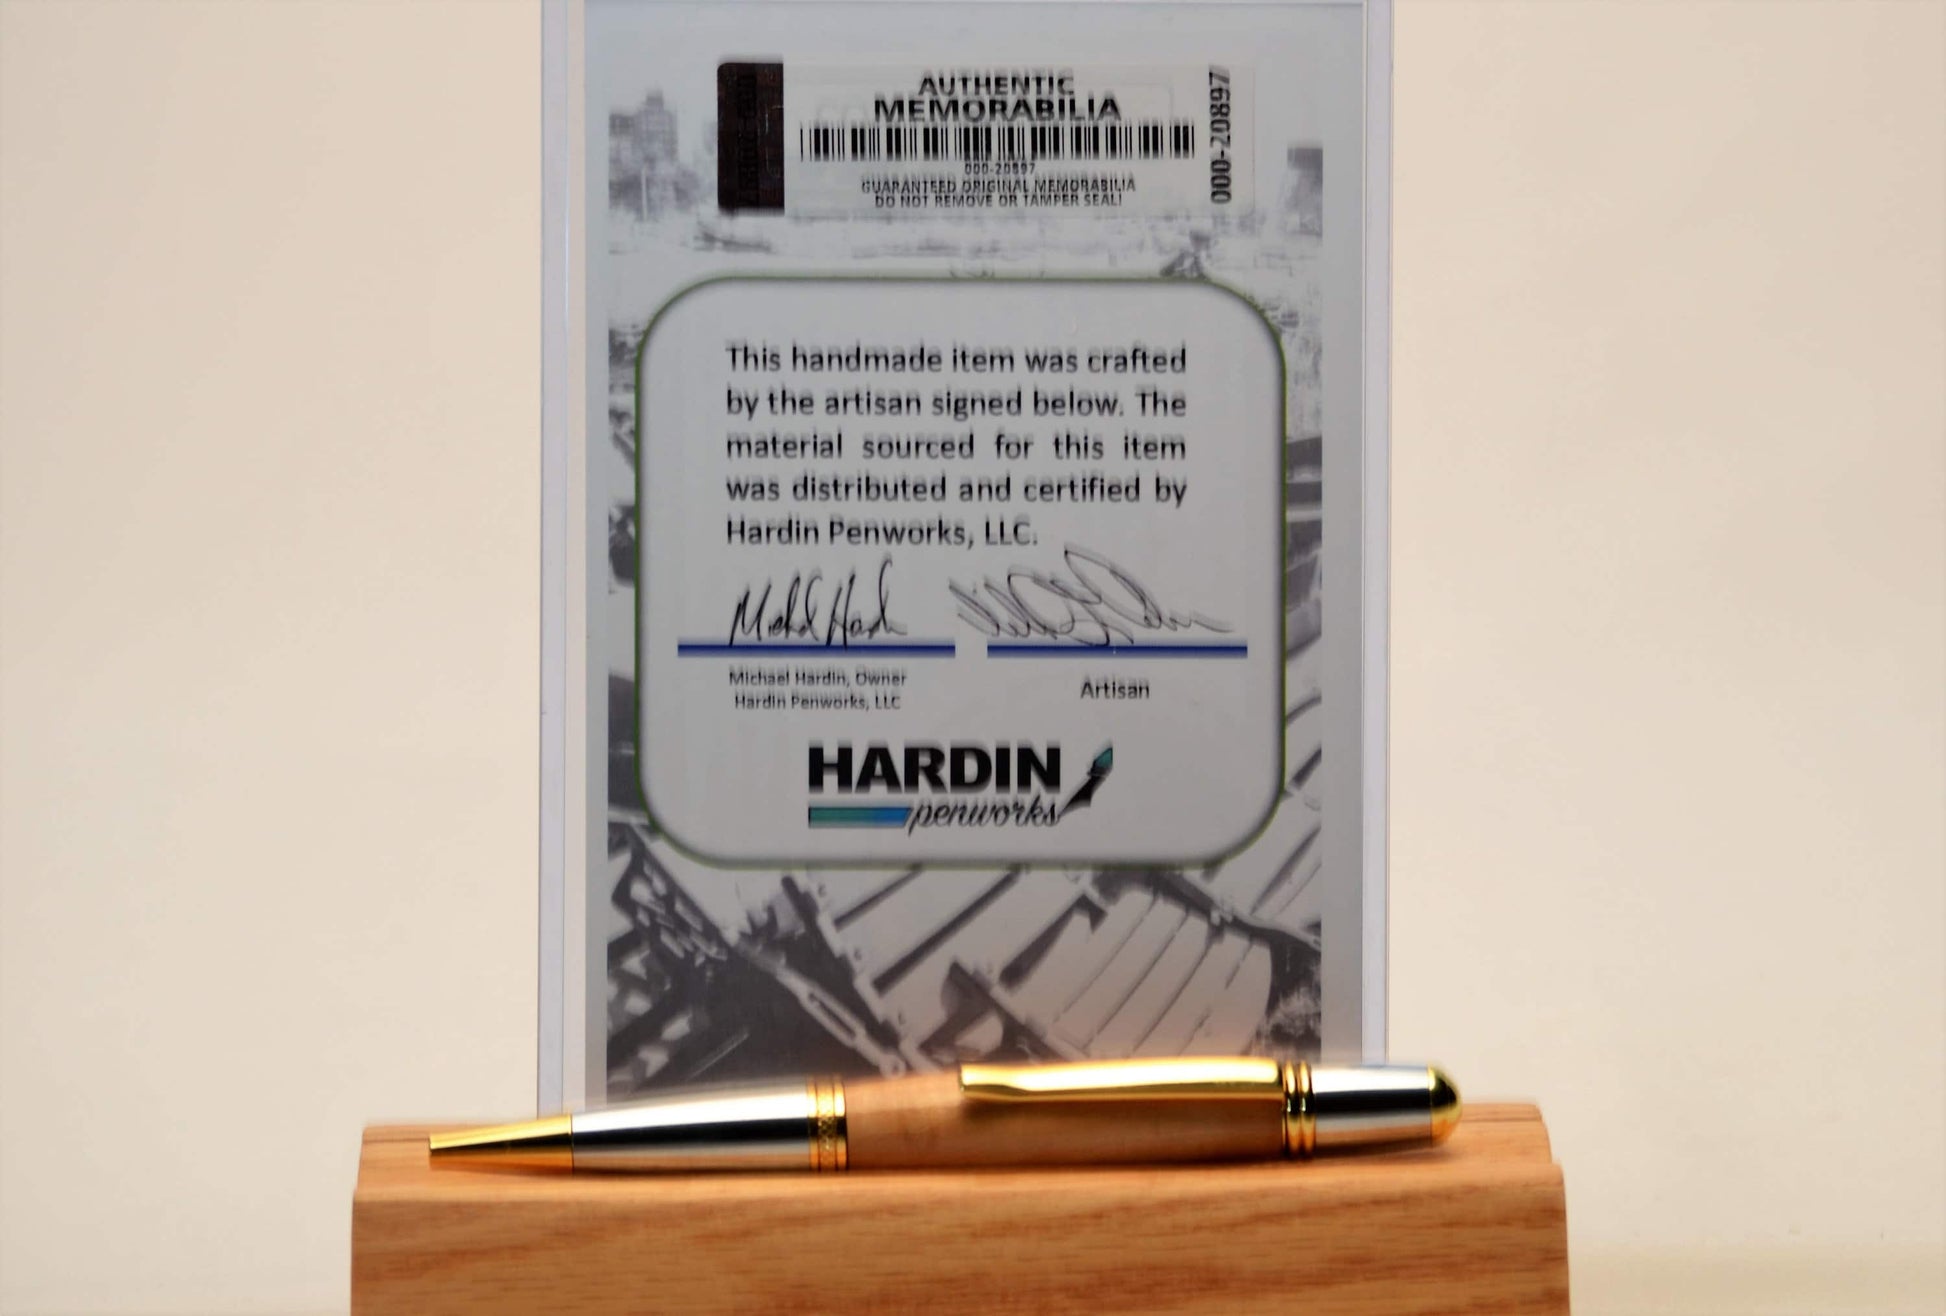 AUTHENTIC
MEMORABILIA
000-20897
000-20897
GUARANTEED ORIGINAL MEMORABILIA
DO NOT REMOVE OR TAMPER SEAL!
This handmade item was crafted
by the artisan signed below. The
material sourced for this item
was distributed and certified by
Hardin Penworks, LLC.
Michael Hardin, Owner
Hardin Penworks, LLC
Artisan
HARDIN
penworks